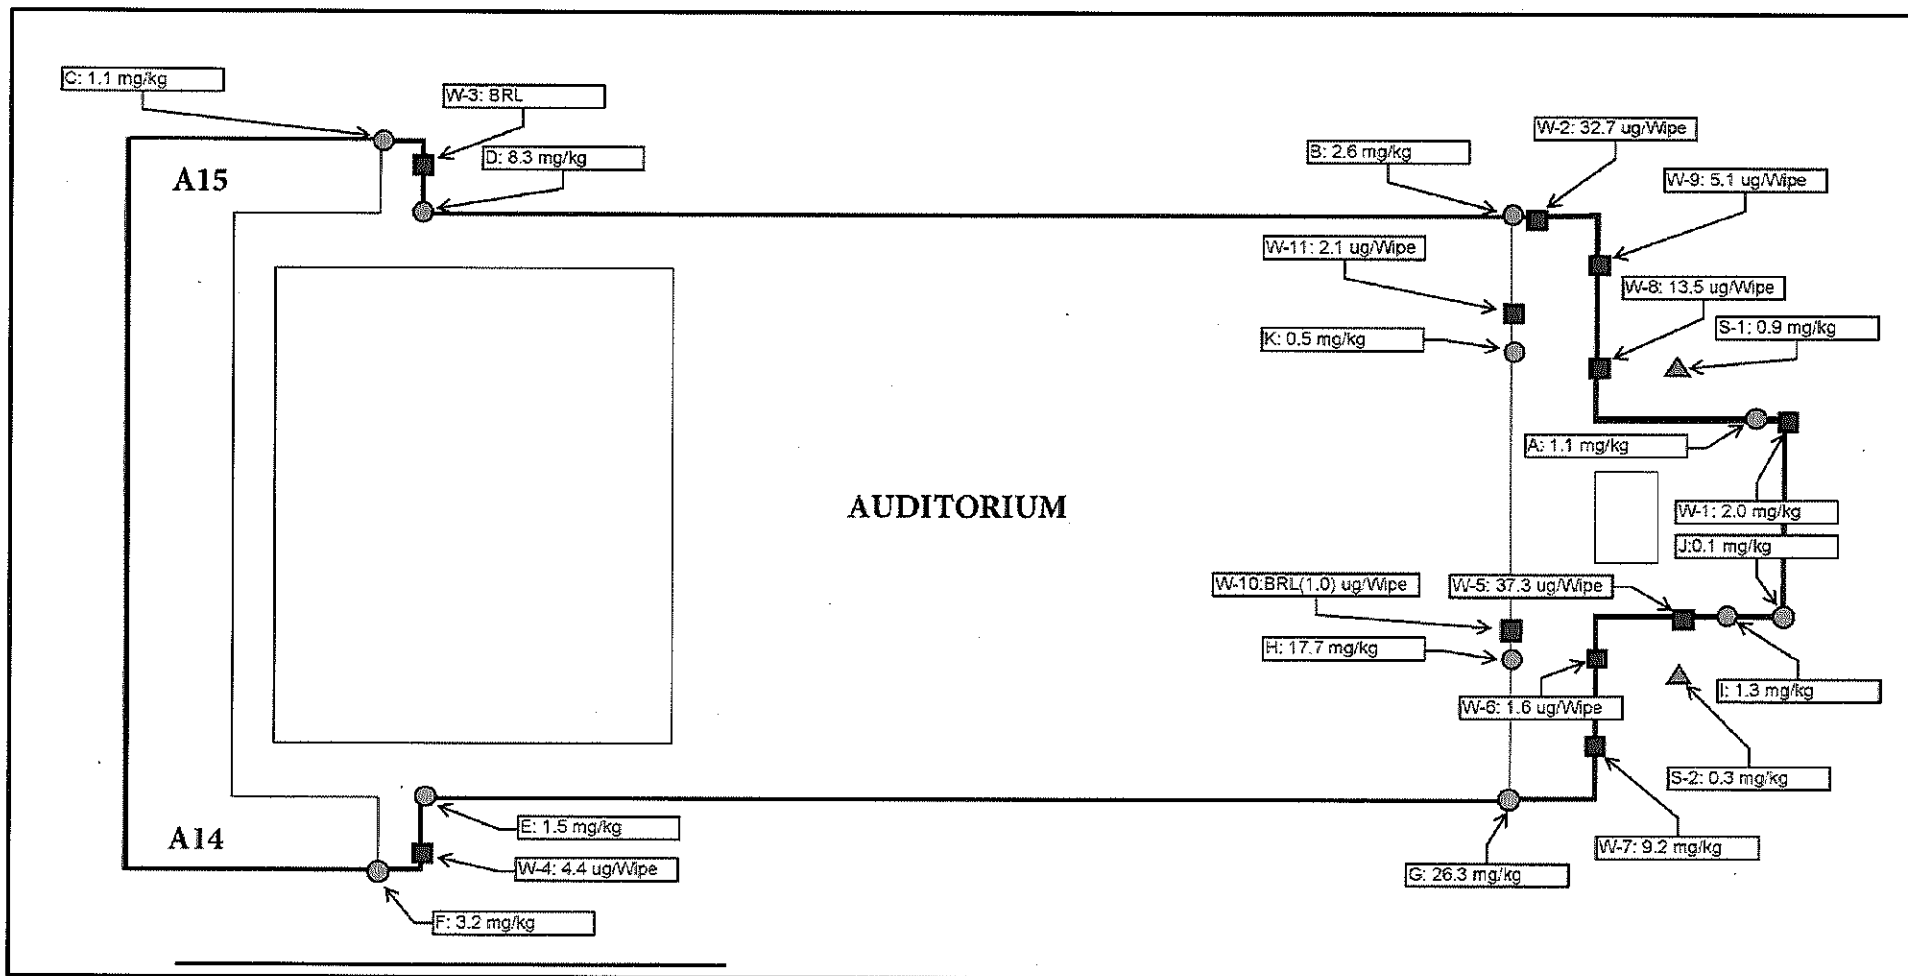 C: 1.1 mg/kg
W-3: BRL
W-2: 32.7 ug/Wipe
D: 8.3 mg/kg
B: 2.6 mg/kg
A15
W-9: 5.1 ug/Wipe
W-11: 2.1 ug/Wipe
W-8: 13.5 ug/Wipe
S-1: 0.9 mg/kg
K: 0.5 mg/kg
A: 1.1 mg/kg
AUDITORIUM
W-1: 2.0 mg/kg
J:0.1 mg/kg
W-10:BRL(1.0) ug/Wipe
W-5: 37.3 ug/Wipe
H: 17.7 mg/kg
I: 1.3 mg/kg
W-6: 1.6 ug/Wipe
S-2: 0.3 mg/kg
E: 1.5 mg/kg
A14
W-7: 9.2 mg/kg
W-4: 4.4 ug/Wipe
G: 26.3 mg/kg
F: 3.2 mg/kg